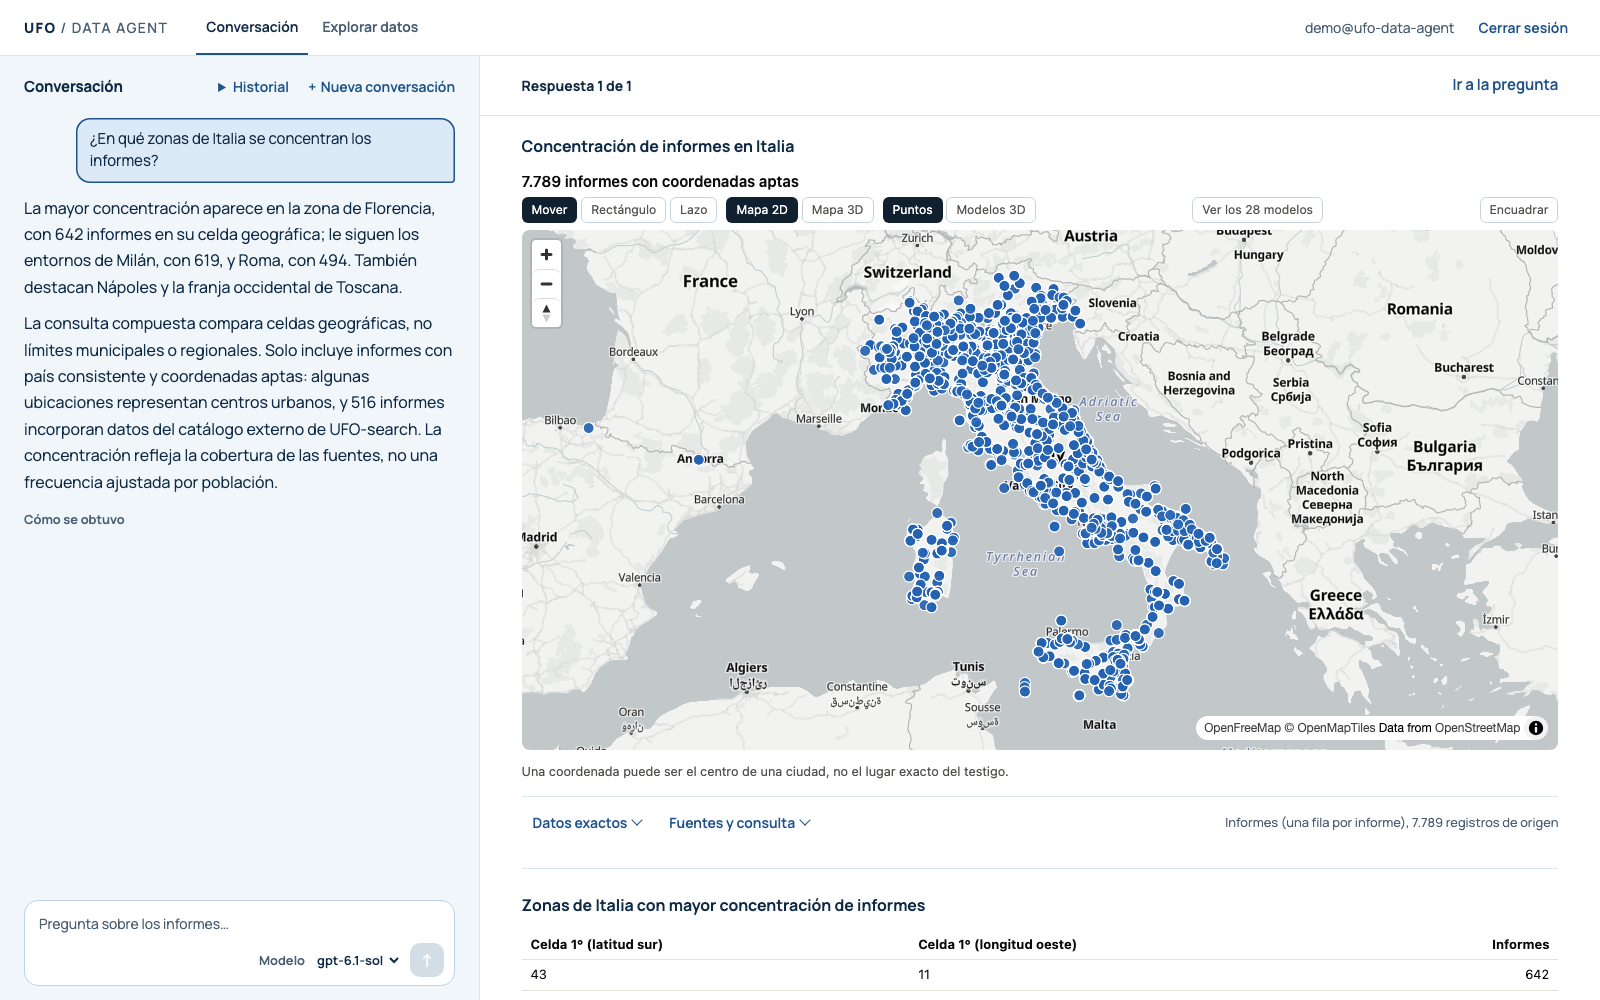 UFO / DATA AGENT
Conversación
Explorar datos
demo@ufo-data-agent
Cerrar sesión
Conversación
Historial
+ Nueva conversación
¿En qué zonas de Italia se concentran los
informes?
La mayor concentración aparece en la zona de Florencia,
con 642 informes en su celda geográfica; le siguen los
entornos de Milán, con 619, y Roma, con 494. También
destacan Nápoles y la franja occidental de Toscana.
La consulta compuesta compara celdas geográficas, no
límites municipales o regionales. Solo incluye informes con
país consistente y coordenadas aptas: algunas
ubicaciones representan centros urbanos, y 516 informes
incorporan datos del catálogo externo de UFO-search. La
concentración refleja la cobertura de las fuentes, no una
frecuencia ajustada por población.
Cómo se obtuvo
Pregunta sobre los informes…
Modelo
gpt-6.1-sol
Respuesta 1 de 1
Ir a la pregunta
Concentración de informes en Italia
7.789 informes con coordenadas aptas
Mover
Rectángulo
Lazo
Mapa 2D
Mapa 3D
Puntos
Modelos 3D
Ver los 28 modelos
Encuadrar
Zurich
Austria
Budapest
Hungary
Moldov
France
Switzerland
Lyon
Slovenia
Romania
Croatia
Belgrade
Београд
Bordeaux
Bucharest
Bosnia and
Herzegovina
Serbia
Србија
Constan
Adriatic
Sea
Marseille
Bilbao
Sofia
София
Pristina
Bulgaria
България
Podgorica
Barcelona
North
Macedonia
Северна
Македонија
Istan
Madrid
Tyrrhenian
Sea
Valencia
Greece
Ελλάδα
İzmir
Palermo
Algiers
الجزائر
Tunis
تونس
Constantine
قسنطينة
Sousse
سوسة
Oran
وهران
Malta
OpenFreeMap © OpenMapTiles Data from OpenStreetMap
Una coordenada puede ser el centro de una ciudad, no el lugar exacto del testigo.
Datos exactos
Fuentes y consulta
Informes (una fila por informe), 7.789 registros de origen
Zonas de Italia con mayor concentración de informes
Celda 1° (latitud sur)
Celda 1° (longitud oeste)
Informes
43
11
642